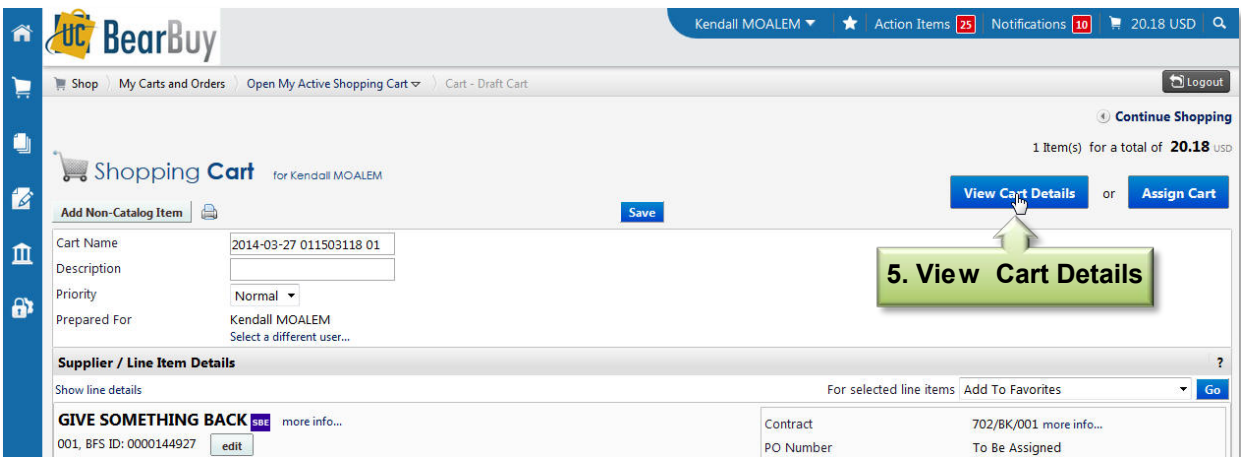 UC BearBuy
Kendall MOALEM Action Items 25 Notifications 10 20.18 USD
Shop My Carts and Orders Open My Active Shopping Cart Cart - Draft Cart Logout
Continue Shopping
1 Item(s) for a total of 20.18 USD
Shopping Cart for Kendall MOALEM
View Cart Details or Assign Cart
Add Non-Catalog Item Save
Cart Name 2014-03-27 011503118 01
5. View Cart Details
Description
Priority Normal
Prepared For Kendall MOALEM
Select a different user...
Supplier / Line Item Details ?
Show line details For selected line items Add To Favorites Go
GIVE SOMETHING BACK SBE more info... Contract 702/BK/001 more info...
001, BFS ID: 0000144927 edit PO Number To Be Assigned